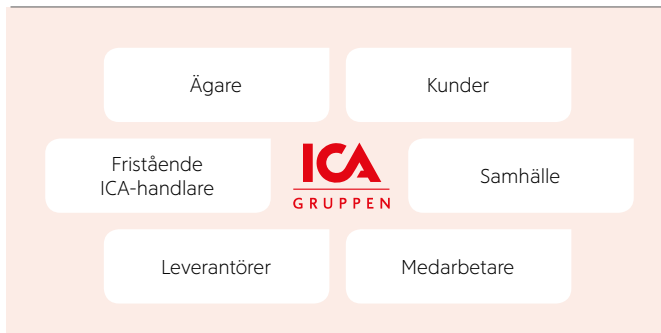 Ägare
Kunder
Fristående
ICA-handlare
ICA
GRUPPEN
Samhälle
Leverantörer
Medarbetare